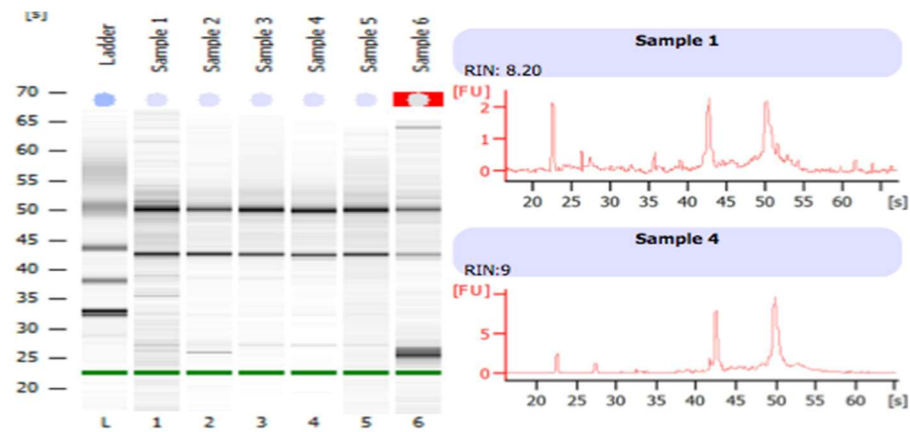 [s]
Ladder
Sample 1
Sample 2
Sample 3
Sample 4
Sample 5
Sample 6
70
65
60
55
50
45
40
35
30
25
20
L 1 2 3 4 5 6
Sample 1
RIN: 8.20
[FU]
2
1
0
20 25 30 35 40 45 50 55 60 [s]
Sample 4
RIN:9
[FU]
5
0
20 25 30 35 40 45 50 55 60 [s]